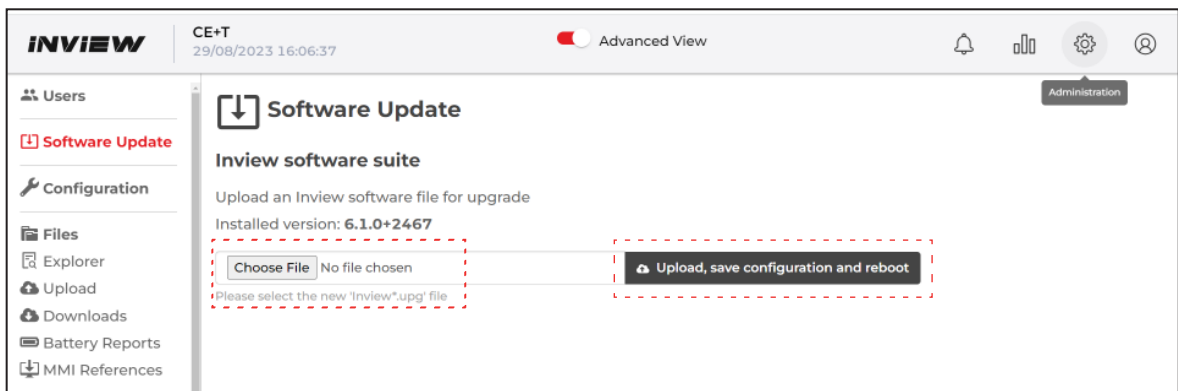 iNViEW
CE+T
29/08/2023 16:06:37
Advanced View
Administration
Users
Software Update
Configuration
Files
Explorer
Upload
Downloads
Battery Reports
MMI References
Software Update
Inview software suite
Upload an Inview software file for upgrade
Installed version: 6.1.0+2467
Choose File No file chosen
Upload, save configuration and reboot
Please select the new 'Inview*.upg' file